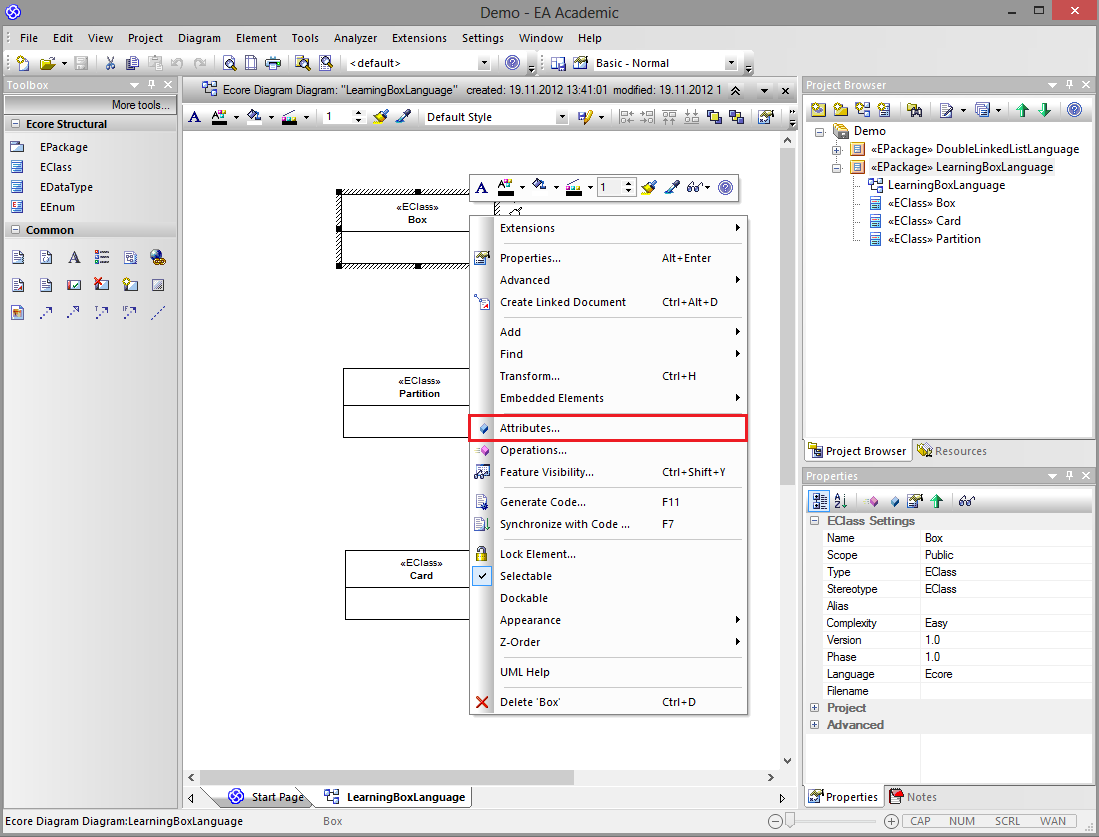 Demo - EA Academic
File Edit View Project Diagram Element Tools Analyzer Extensions Settings Window Help
<default>
Basic - Normal
Toolbox
More tools...
Ecore Structural
EPackage
EClass
EDataType
EEnum
Common
Ecore Diagram Diagram: "LearningBoxLanguage" created: 19.11.2012 13:41:01 modified: 19.11.2012 1
1
Default Style
«EClass»
Box
«EClass»
Partition
«EClass»
Card
1
Extensions
Properties... Alt+Enter
Advanced
Create Linked Document Ctrl+Alt+D
Add
Find
Transform... Ctrl+H
Embedded Elements
Attributes...
Operations...
Feature Visibility... Ctrl+Shift+Y
Generate Code... F11
Synchronize with Code ... F7
Lock Element...
Selectable
Dockable
Appearance
Z-Order
UML Help
Delete 'Box' Ctrl+D
Start Page
LearningBoxLanguage
Project Browser
Demo
«EPackage» DoubleLinkedListLanguage
«EPackage» LearningBoxLanguage
LearningBoxLanguage
«EClass» Box
«EClass» Card
«EClass» Partition
Project Browser
Resources
Properties
EClass Settings
Name Box
Scope Public
Type EClass
Stereotype EClass
Alias
Complexity Easy
Version 1.0
Phase 1.0
Language Ecore
Filename
Project
Advanced
Properties
Notes
Ecore Diagram Diagram:LearningBoxLanguage
Box
CAP NUM SCRL WAN